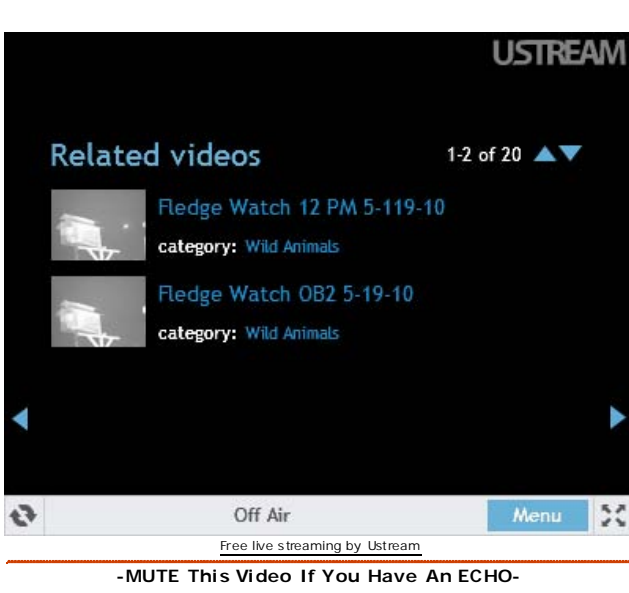 USTREAM
Related videos
1-2 of 20
Fledge Watch 12 PM 5-119-10
category: Wild Animals
Fledge Watch OB2 5-19-10
category: Wild Animals
Off Air
Menu
Free live streaming by Ustream
-MUTE This Video If You Have An ECHO-